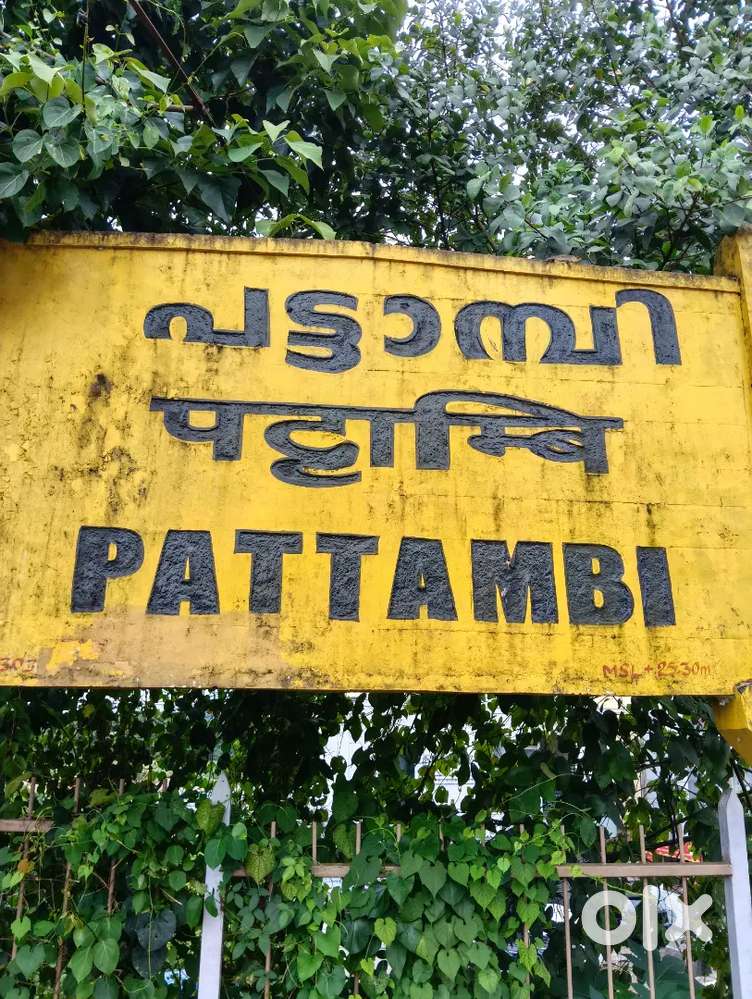 പട്ടാമ്പി
पट्टाम्बि
PATTAMBI
MSL + 25.30m
olx